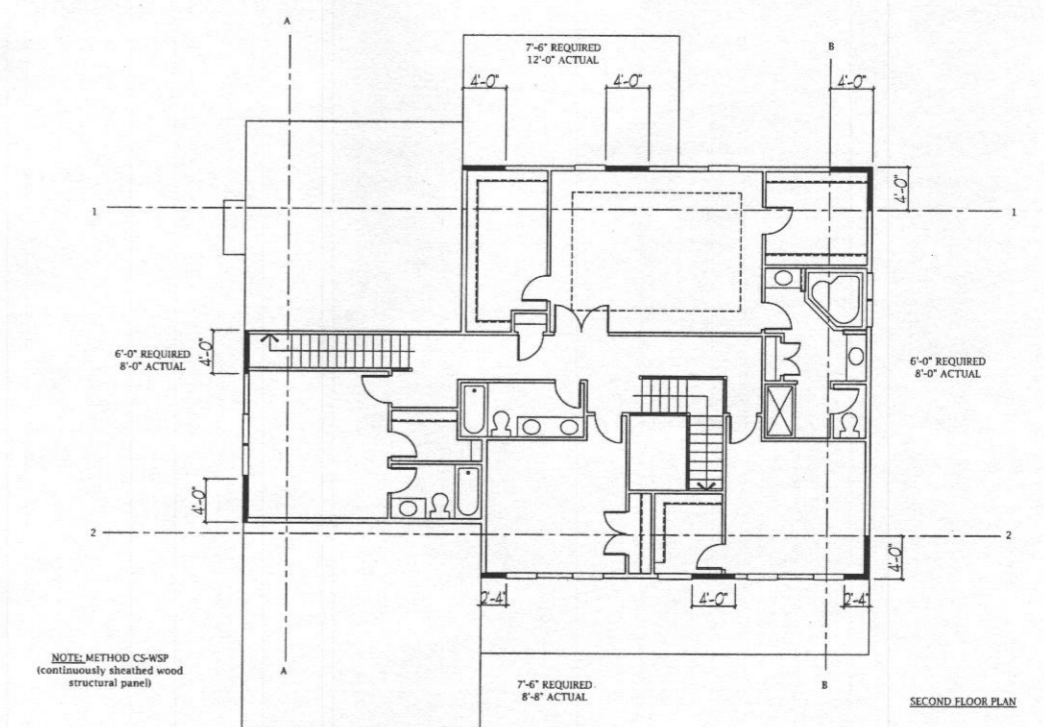 A
7'-6" REQUIRED
12'-0" ACTUAL
B
4'-0"
4'-0"
4'-0"
4'-0"
1
1
6'-0" REQUIRED
8'-0" ACTUAL
4'-0"
6'-0" REQUIRED
8'-0" ACTUAL
4'-0"
2
2
4'-0"
2'-4"
4'-0"
2'-4"
NOTE: METHOD CS-WSP
(continuously sheathed wood
structural panel)
A
7'-6" REQUIRED
8'-8" ACTUAL
B
SECOND FLOOR PLAN